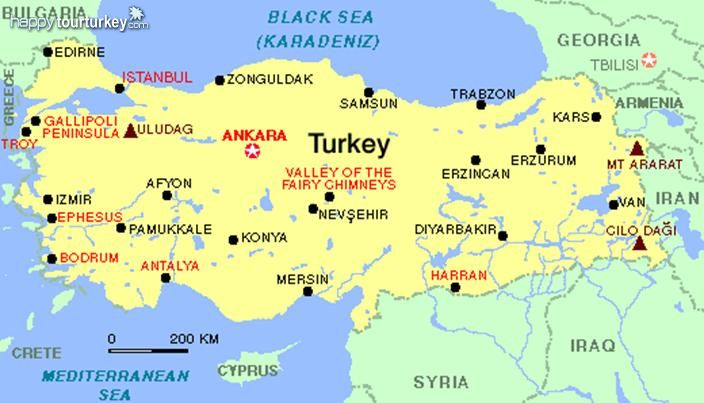 happytourturkey.com
BULGARIA
BLACK SEA
(KARADENIZ)
GEORGIA
TBILISI
EDIRNE
ISTANBUL
ZONGULDAK
SAMSUN
TRABZON
KARS
ARMENIA
GREECE
GALLIPOLI
PENINSULA
TROY
ULUDAG
ANKARA
Turkey
ERZINCAN
ERZURUM
MT ARARAT
IRAN
VALLEY OF THE
FAIRY CHIMNEYS
AFYON
IZMIR
EPHESUS
PAMUKKALE
NEVŞEHIR
KONYA
DIYARBAKIR
VAN
CILO DAĞI
BODRUM
ANTALYA
MERSIN
HARRAN
0 200 KM
CRETE
MEDITERRANEAN
SEA
CYPRUS
SYRIA
IRAQ